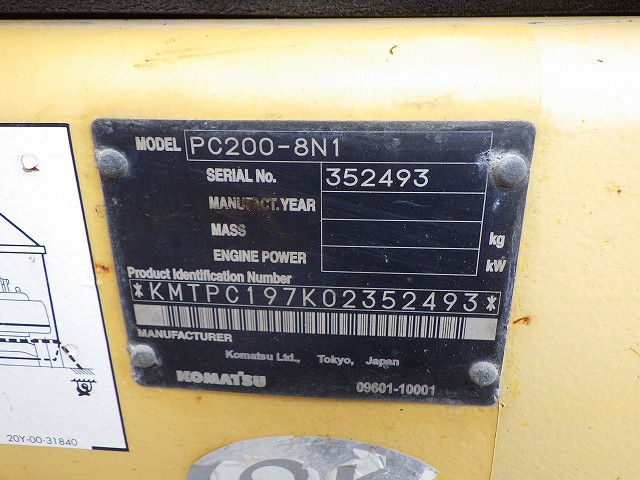 MODEL PC200-8N1
SERIAL No. 352493
MANUFACT. YEAR
MASS kg
ENGINE POWER kW
Product Identification Number
*KMTPC197K02352493*
MANUFACTURER
Komatsu Ltd., Tokyo, Japan
KOMATSU 09601-10001
20Y-00-31840